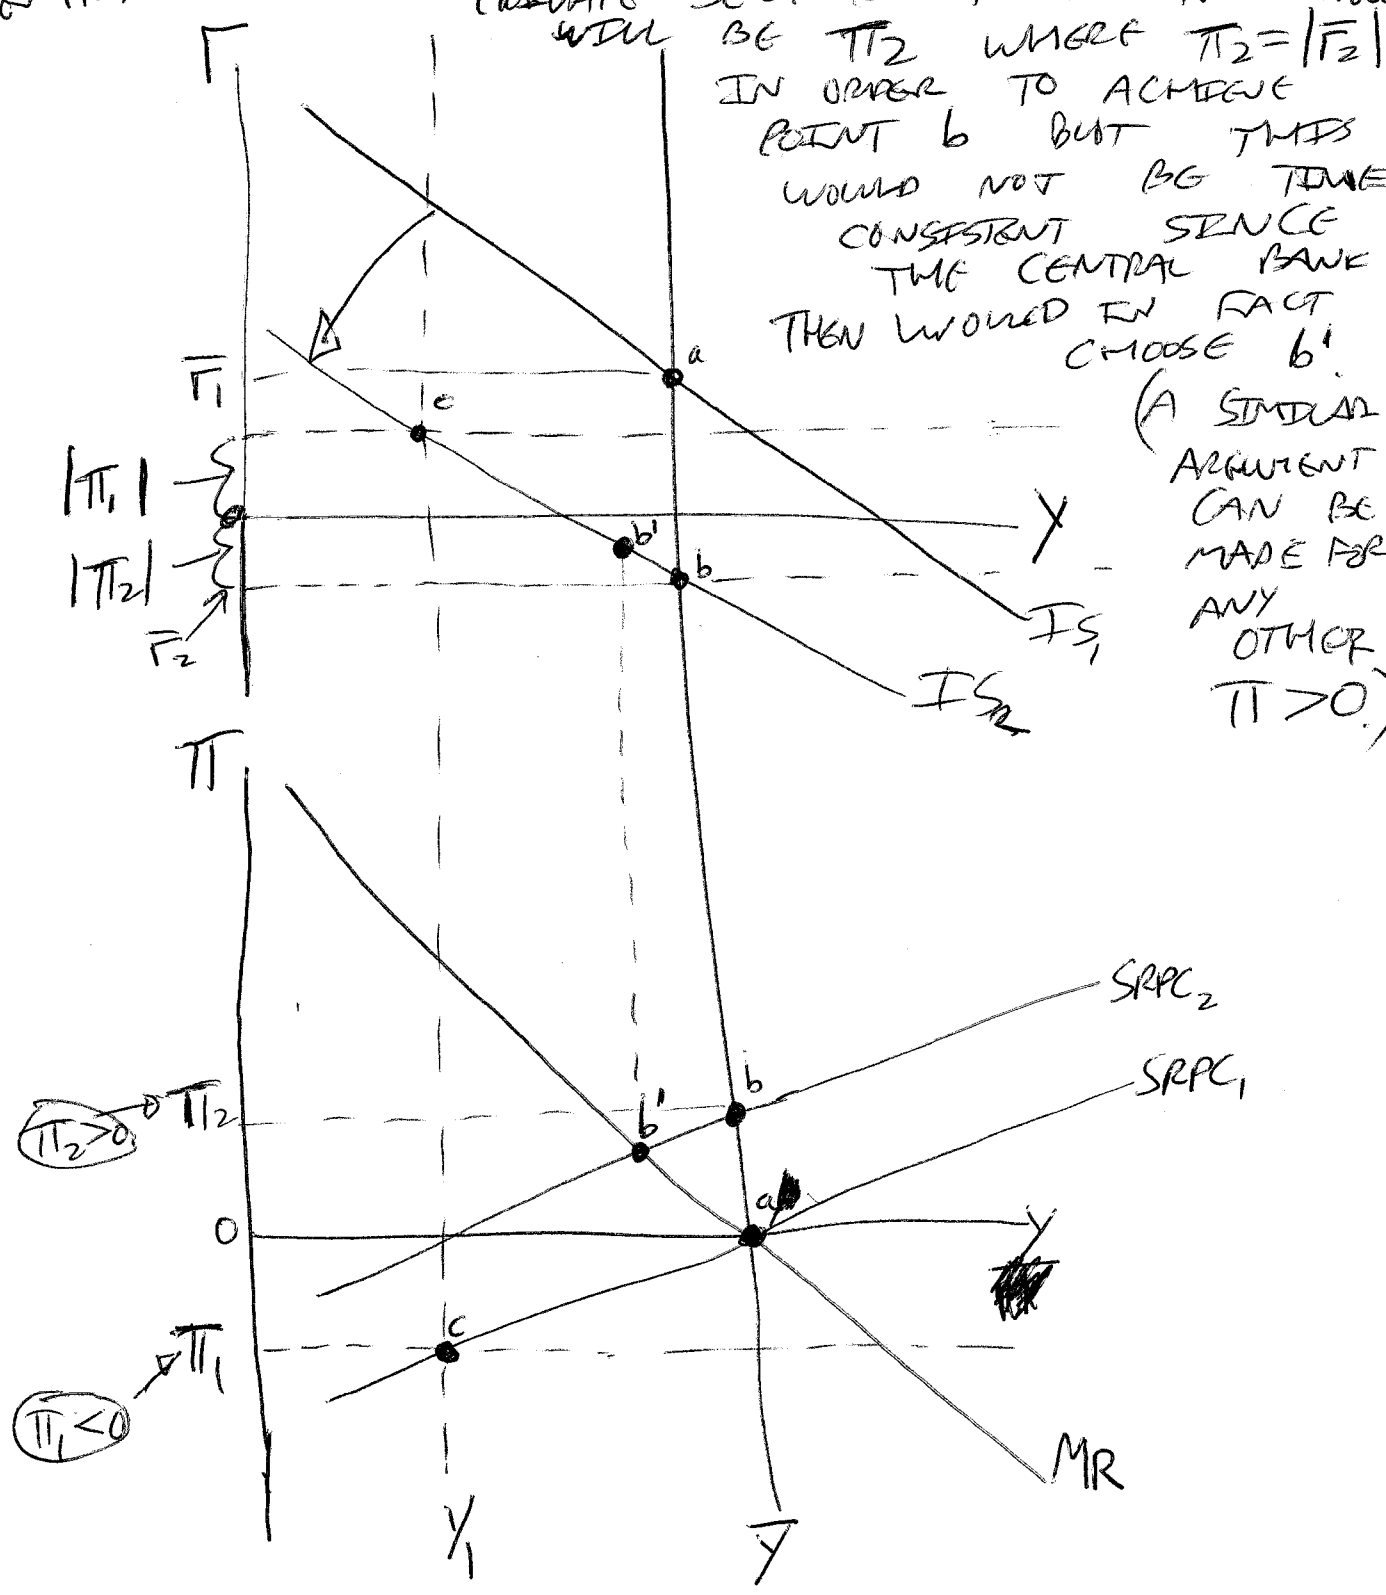 WILL BE π2 WHERE π2=|r̄2|
IN ORDER TO ACHIEVE
POINT b BUT THIS
WOULD NOT BE TIME
CONSISTENT SINCE
THE CENTRAL BANK
THEN WOULD IN FACT
CHOOSE b'.
(A SIMILAR
ARGUMENT
CAN BE
MADE FOR
ANY
OTHER
π>0.)
r
r̄1
a
c
|π1|
y
b'
|π2|
b
r̄2
IS1
IS2
π
SRPC2
SRPC1
b
π2>0
π2
b'
a
0
y
c
π1
π1<0
MR
y1
ȳ